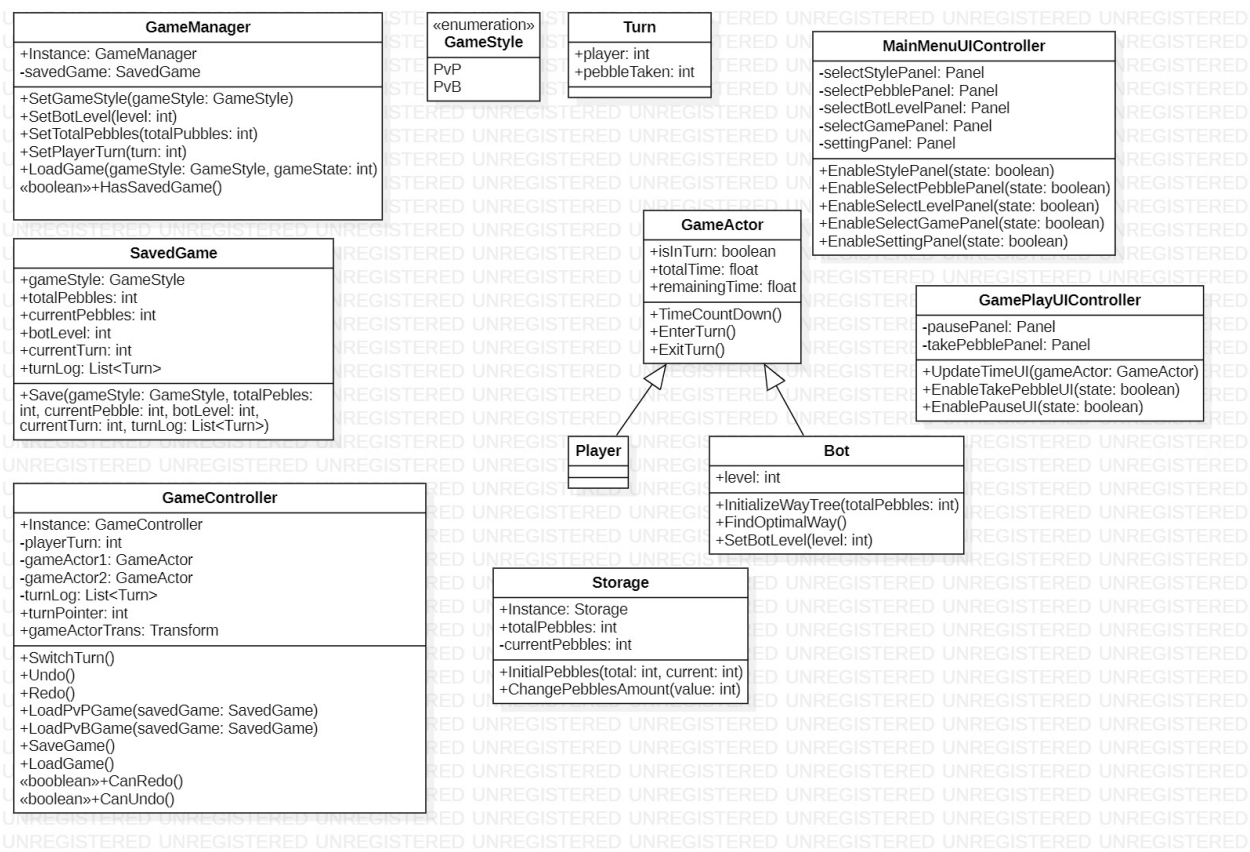 GameManager
+Instance: GameManager
-savedGame: SavedGame
+SetGameStyle(gameStyle: GameStyle)
+SetBotLevel(level: int)
+SetTotalPebbles(totalPubbles: int)
+SetPlayerTurn(turn: int)
+LoadGame(gameStyle: GameStyle, gameState: int)
«boolean»+HasSavedGame()
«enumeration»
GameStyle
PvP
PvB
Turn
+player: int
+pebbleTaken: int
MainMenuUIController
-selectStylePanel: Panel
-selectPebblePanel: Panel
-selectBotLevelPanel: Panel
-selectGamePanel: Panel
-settingPanel: Panel
+EnableStylePanel(state: boolean)
+EnableSelectPebblePanel(state: boolean)
+EnableSelectLevelPanel(state: boolean)
+EnableSelectGamePanel(state: boolean)
+EnableSettingPanel(state: boolean)
GameActor
+isInTurn: boolean
+totalTime: float
+remainingTime: float
+TimeCountDown()
+EnterTurn()
+ExitTurn()
SavedGame
+gameStyle: GameStyle
+totalPebbles: int
+currentPebbles: int
+botLevel: int
+currentTurn: int
+turnLog: List<Turn>
+Save(gameStyle: GameStyle, totalPebles:
int, currentPebble: int, botLevel: int,
currentTurn: int, turnLog: List<Turn>)
GamePlayUIController
-pausePanel: Panel
-takePebblePanel: Panel
+UpdateTimeUI(gameActor: GameActor)
+EnableTakePebbleUI(state: boolean)
+EnablePauseUI(state: boolean)
Player
Bot
+level: int
+InitializeWayTree(totalPebbles: int)
+FindOptimalWay()
+SetBotLevel(level: int)
GameController
+Instance: GameController
-playerTurn: int
-gameActor1: GameActor
-gameActor2: GameActor
-turnLog: List<Turn>
+turnPointer: int
+gameActorTrans: Transform
+SwitchTurn()
+Undo()
+Redo()
+LoadPvPGame(savedGame: SavedGame)
+LoadPvBGame(savedGame: SavedGame)
+SaveGame()
+LoadGame()
«booblean»+CanRedo()
«boolean»+CanUndo()
Storage
+Instance: Storage
+totalPebbles: int
-currentPebbles: int
+InitialPebbles(total: int, current: int)
+ChangePebblesAmount(value: int)
UNREGISTERED UNREGISTERED UNREGISTERED UNREGISTERED UNREGISTERED UNREGISTERED UNREGISTERED UNREGISTERED